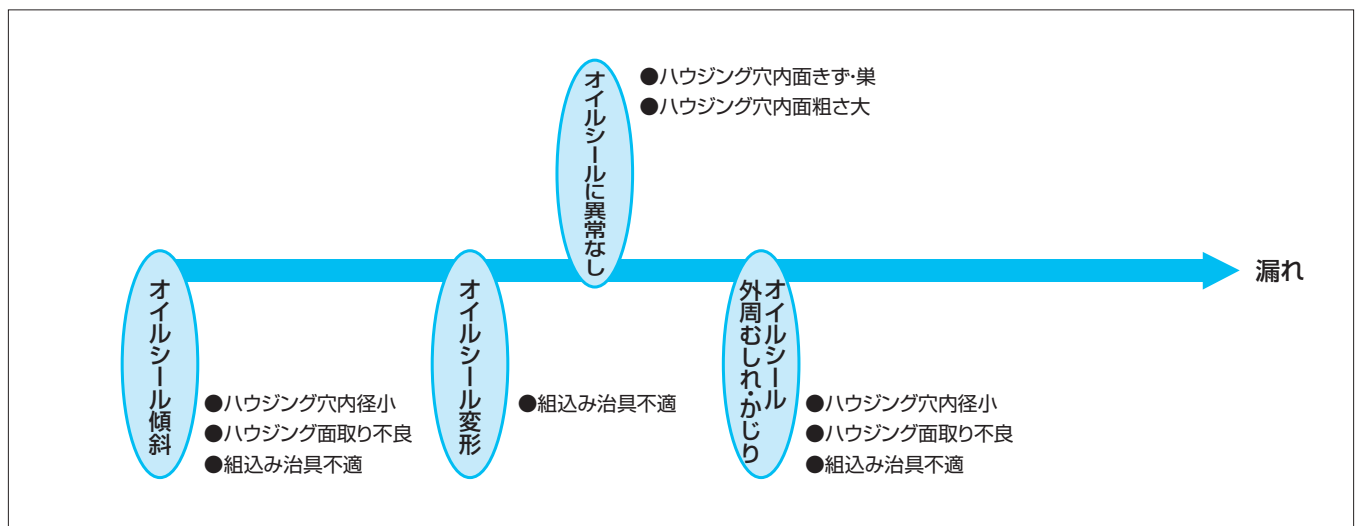 オイルシールに異常なし
●ハウジング穴内面きず・巣
●ハウジング穴内面粗さ大
漏れ
オイルシール傾斜
●ハウジング穴内径小
●ハウジング面取り不良
●組込み治具不適
オイルシール変形
●組込み治具不適
オイルシール
外周むしれ・かじり
●ハウジング穴内径小
●ハウジング面取り不良
●組込み治具不適